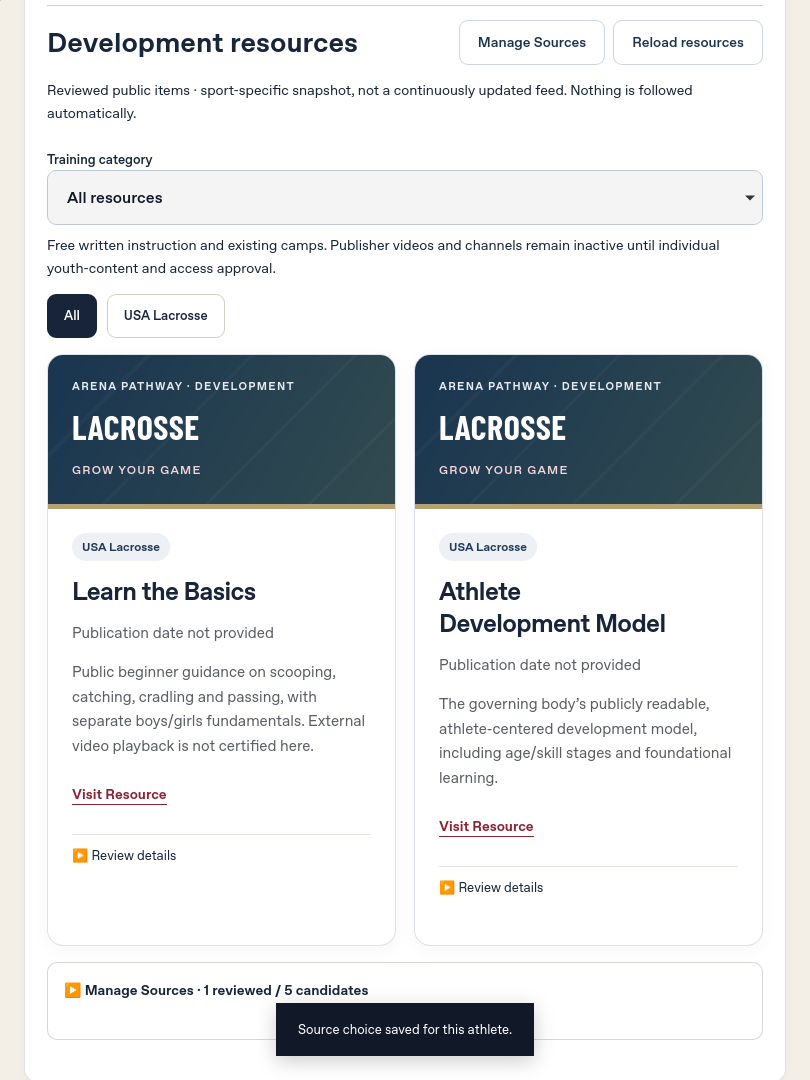 Development resources
Manage Sources
Reload resources
Reviewed public items · sport-specific snapshot, not a continuously updated feed. Nothing is followed
automatically.
Training category
All resources
Free written instruction and existing camps. Publisher videos and channels remain inactive until individual
youth-content and access approval.
All
USA Lacrosse
ARENA PATHWAY · DEVELOPMENT
LACROSSE
GROW YOUR GAME
USA Lacrosse
Learn the Basics
Publication date not provided
Public beginner guidance on scooping,
catching, cradling and passing, with
separate boys/girls fundamentals. External
video playback is not certified here.
Visit Resource
Review details
ARENA PATHWAY · DEVELOPMENT
LACROSSE
GROW YOUR GAME
USA Lacrosse
Athlete
Development Model
Publication date not provided
The governing body’s publicly readable,
athlete-centered development model,
including age/skill stages and foundational
learning.
Visit Resource
Review details
Manage Sources · 1 reviewed / 5 candidates
Source choice saved for this athlete.